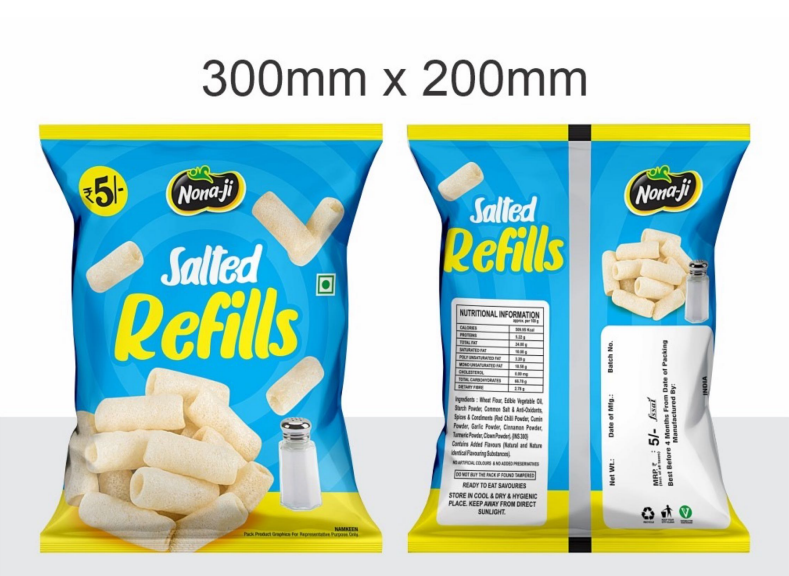 300mm x 200mm
₹5/-
Nona-ji
Salted
Refills
NAMKEEN
Pack Product Graphics For Representative Purpose Only.
Salted
Refills
Nona-ji
NUTRITIONAL INFORMATION
approx. per 100 g
CALORIES
PROTEINS
TOTAL FAT
SATURATED FAT
POLY UNSATURATED FAT
MONO UNSATURATED FAT
CHOLESTEROL
TOTAL CARBOHYDRATES
DIETARY FIBRE
Ingredients : Wheat Flour, Edible Vegetable Oil,
Starch Powder, Common Salt & Anti-Oxidants,
Spices & Condiments (Red Chili Powder, Cumin
Powder, Garlic Powder, Cinnamon Powder,
Turmeric Powder, Clown Powder). (INS 330)
Contains Added Flavours (Natural and Nature
Identical Flavouring Substances).
NO ARTIFICIAL COLOURS & NO ADDED PRESERVATIVES
DO NOT BUY THE PACK IF FOUND TAMPERED
READY TO EAT SAVOURIES
STORE IN COOL & DRY & HYGIENIC
PLACE. KEEP AWAY FROM DIRECT
SUNLIGHT.
Batch No.
Date of Mfg.:
Net Wt.:
MRP ₹ : 5/- fssai
Best Before 4 Months From Date of Packing
Manufactured By:
INDIA